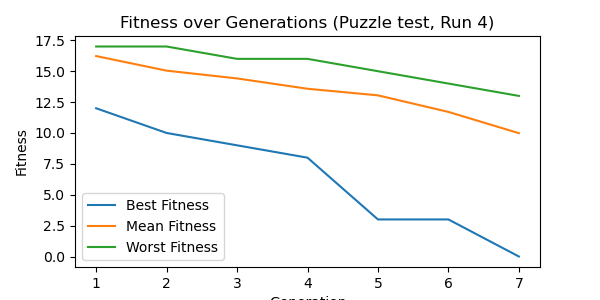 Fitness over Generations (Puzzle test, Run 4)
17.5
15.0
12.5
10.0
7.5
5.0
2.5
0.0
Fitness
Best Fitness
Mean Fitness
Worst Fitness
1 2 3 4 5 6 7
Generation